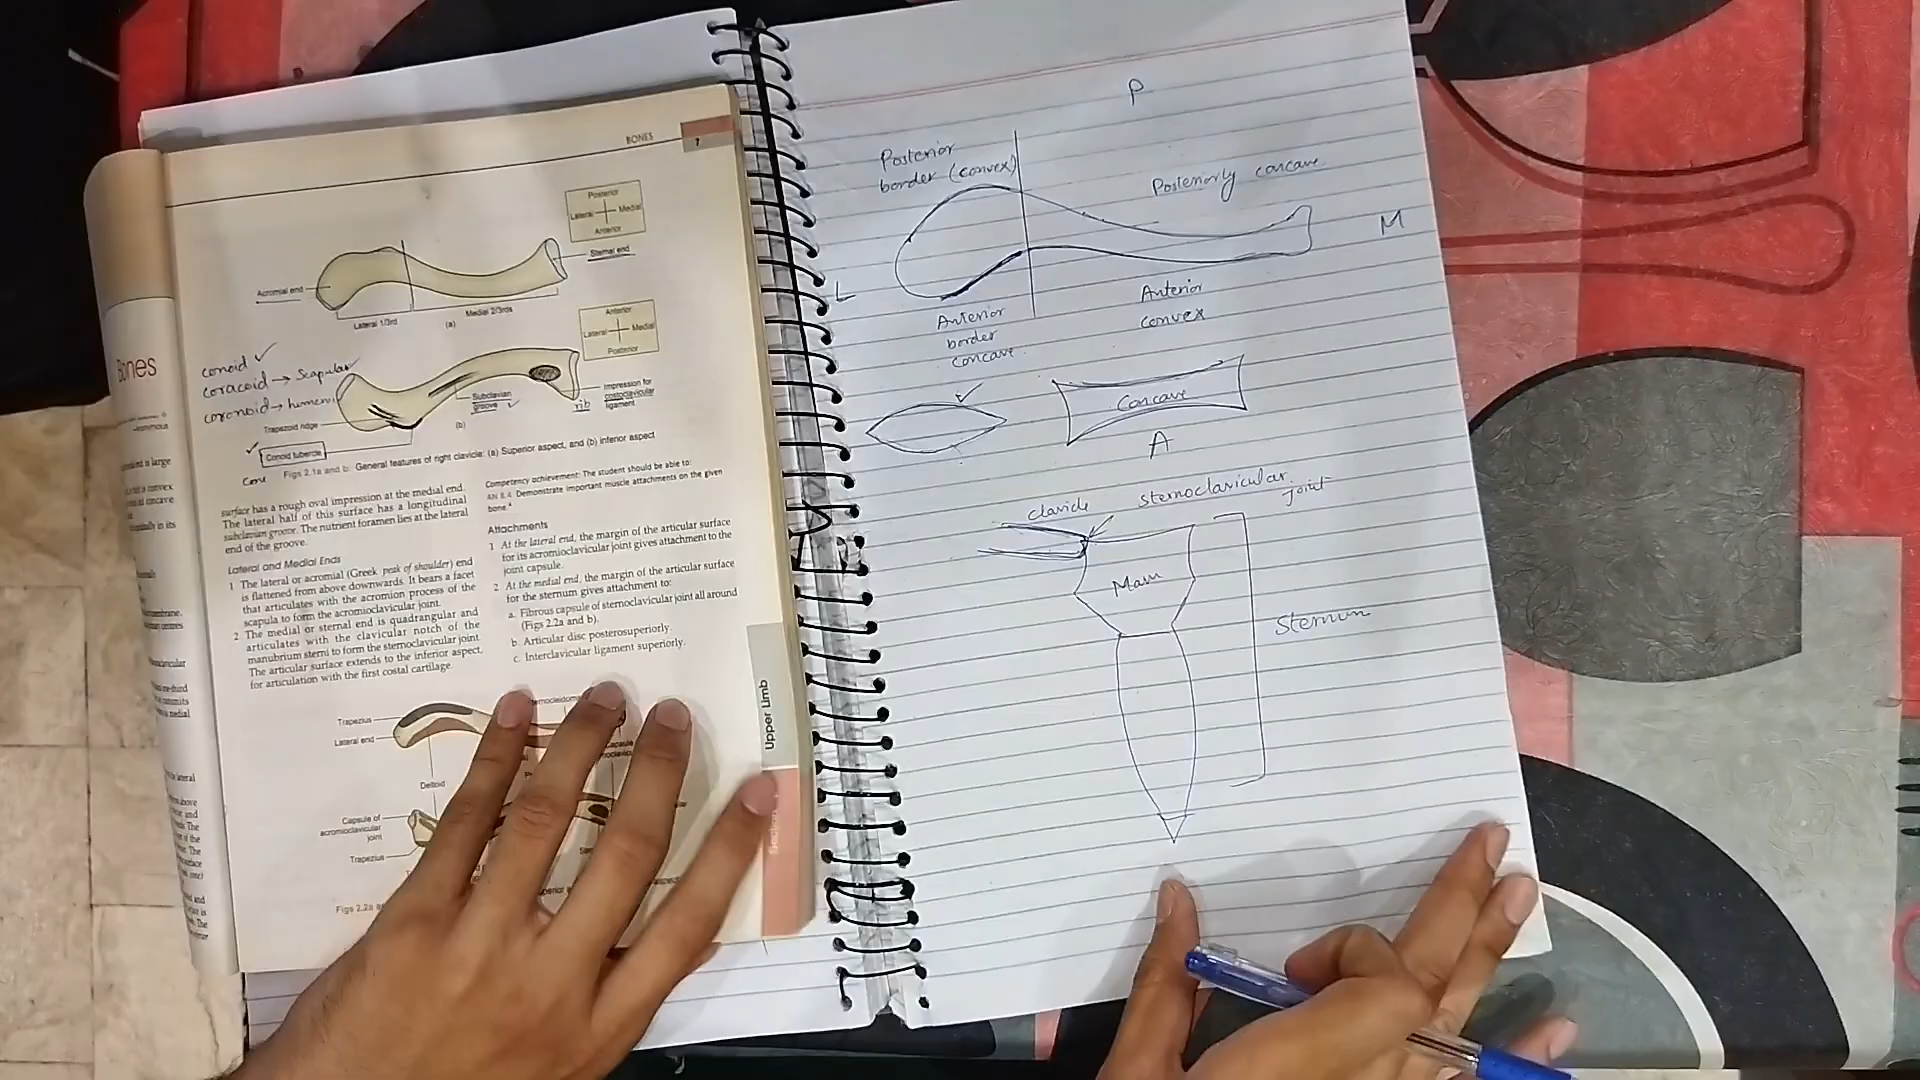 BONES
7
Posterior
Lateral
Medial
Anterior
Sternal end
Acromial end
Lateral 1/3rd
Medial 2/3rds
(a)
Anterior
Lateral
Medial
Posterior
conoid ✓
coracoid → Scapular
coronoid → humerus
Subclavian
groove
rib
Impression for
costoclavicular
ligament
Trapezoid ridge
(b)
Conoid tubercle
Cone
Figs 2.1a and b: General features of right clavicle: (a) Superior aspect, and (b) inferior aspect
surface has a rough oval impression at the medial end.
The lateral half of this surface has a longitudinal
subclavian groove. The nutrient foramen lies at the lateral
end of the groove.
Lateral and Medial Ends
1 The lateral or acromial (Greek peak of shoulder) end
is flattened from above downwards. It bears a facet
that articulates with the acromion process of the
scapula to form the acromioclavicular joint.
2 The medial or sternal end is quadrangular and
articulates with the clavicular notch of the
manubrium sterni to form the sternoclavicular joint.
The articular surface extends to the inferior aspect,
for articulation with the first costal cartilage.
Competency achievement: The student should be able to:
AN 8.4 Demonstrate important muscle attachments on the given
bone.
Attachments
1 At the lateral end, the margin of the articular surface
for its acromioclavicular joint gives attachment to the
joint capsule.
2 At the medial end, the margin of the articular surface
for the sternum gives attachment to:
a. Fibrous capsule of sternoclavicular joint all around
(Figs 2.2a and b).
b. Articular disc posterosuperiorly.
c. Interclavicular ligament superiorly.
Trapezius
Lateral end
Deltoid
Capsule of
acromioclavicular
joint
Trapezius
Figs 2.2a
Upper Limb
Bones
P
Posterior
border (convex)
Posteriorly concave
M
L
Anterior
border
concave
Anterior
convex
Concave
A
clavicle
sternoclavicular
Joint
Manu
Sternum